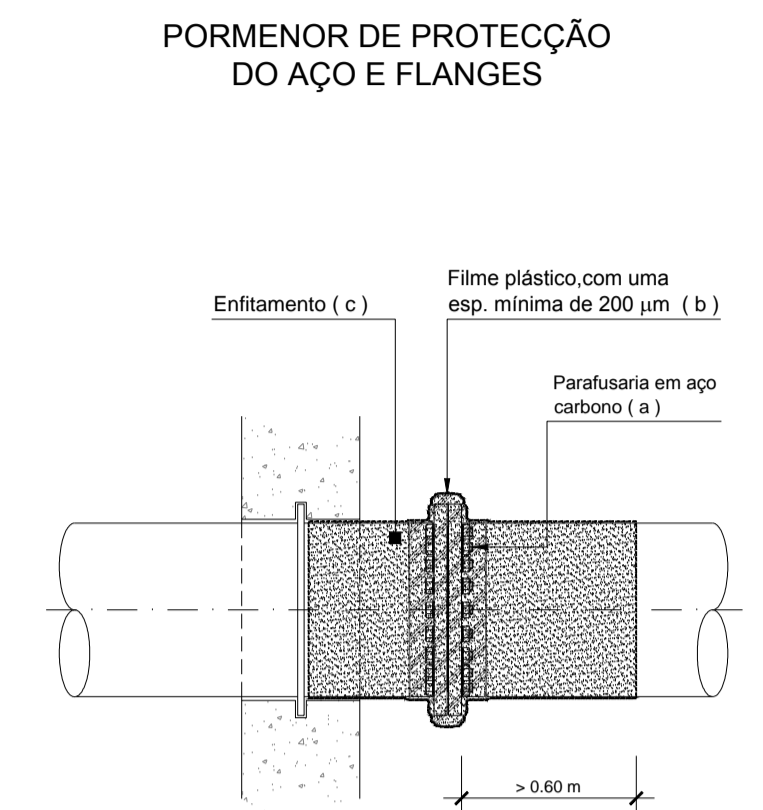 PORMENOR DE PROTECÇÃO
DO AÇO E FLANGES
Filme plástico,com uma
esp. mínima de 200 μm ( b )
Enfitamento ( c )
Parafusaria em aço
carbono ( a )
> 0.60 m